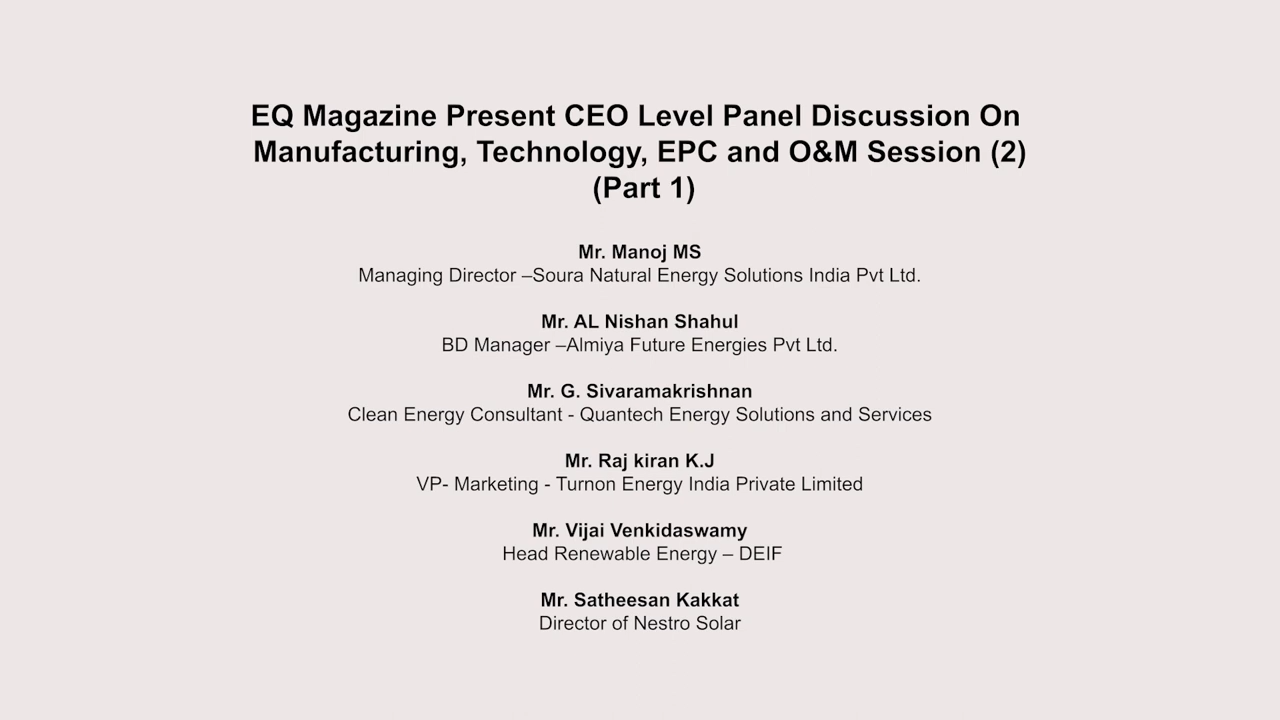 EQ Magazine Present CEO Level Panel Discussion On
Manufacturing, Technology, EPC and O&M Session (2)
(Part 1)
Mr. Manoj MS
Managing Director –Soura Natural Energy Solutions India Pvt Ltd.
Mr. AL Nishan Shahul
BD Manager –Almiya Future Energies Pvt Ltd.
Mr. G. Sivaramakrishnan
Clean Energy Consultant - Quantech Energy Solutions and Services
Mr. Raj kiran K.J
VP- Marketing - Turnon Energy India Private Limited
Mr. Vijai Venkidaswamy
Head Renewable Energy – DEIF
Mr. Satheesan Kakkat
Director of Nestro Solar